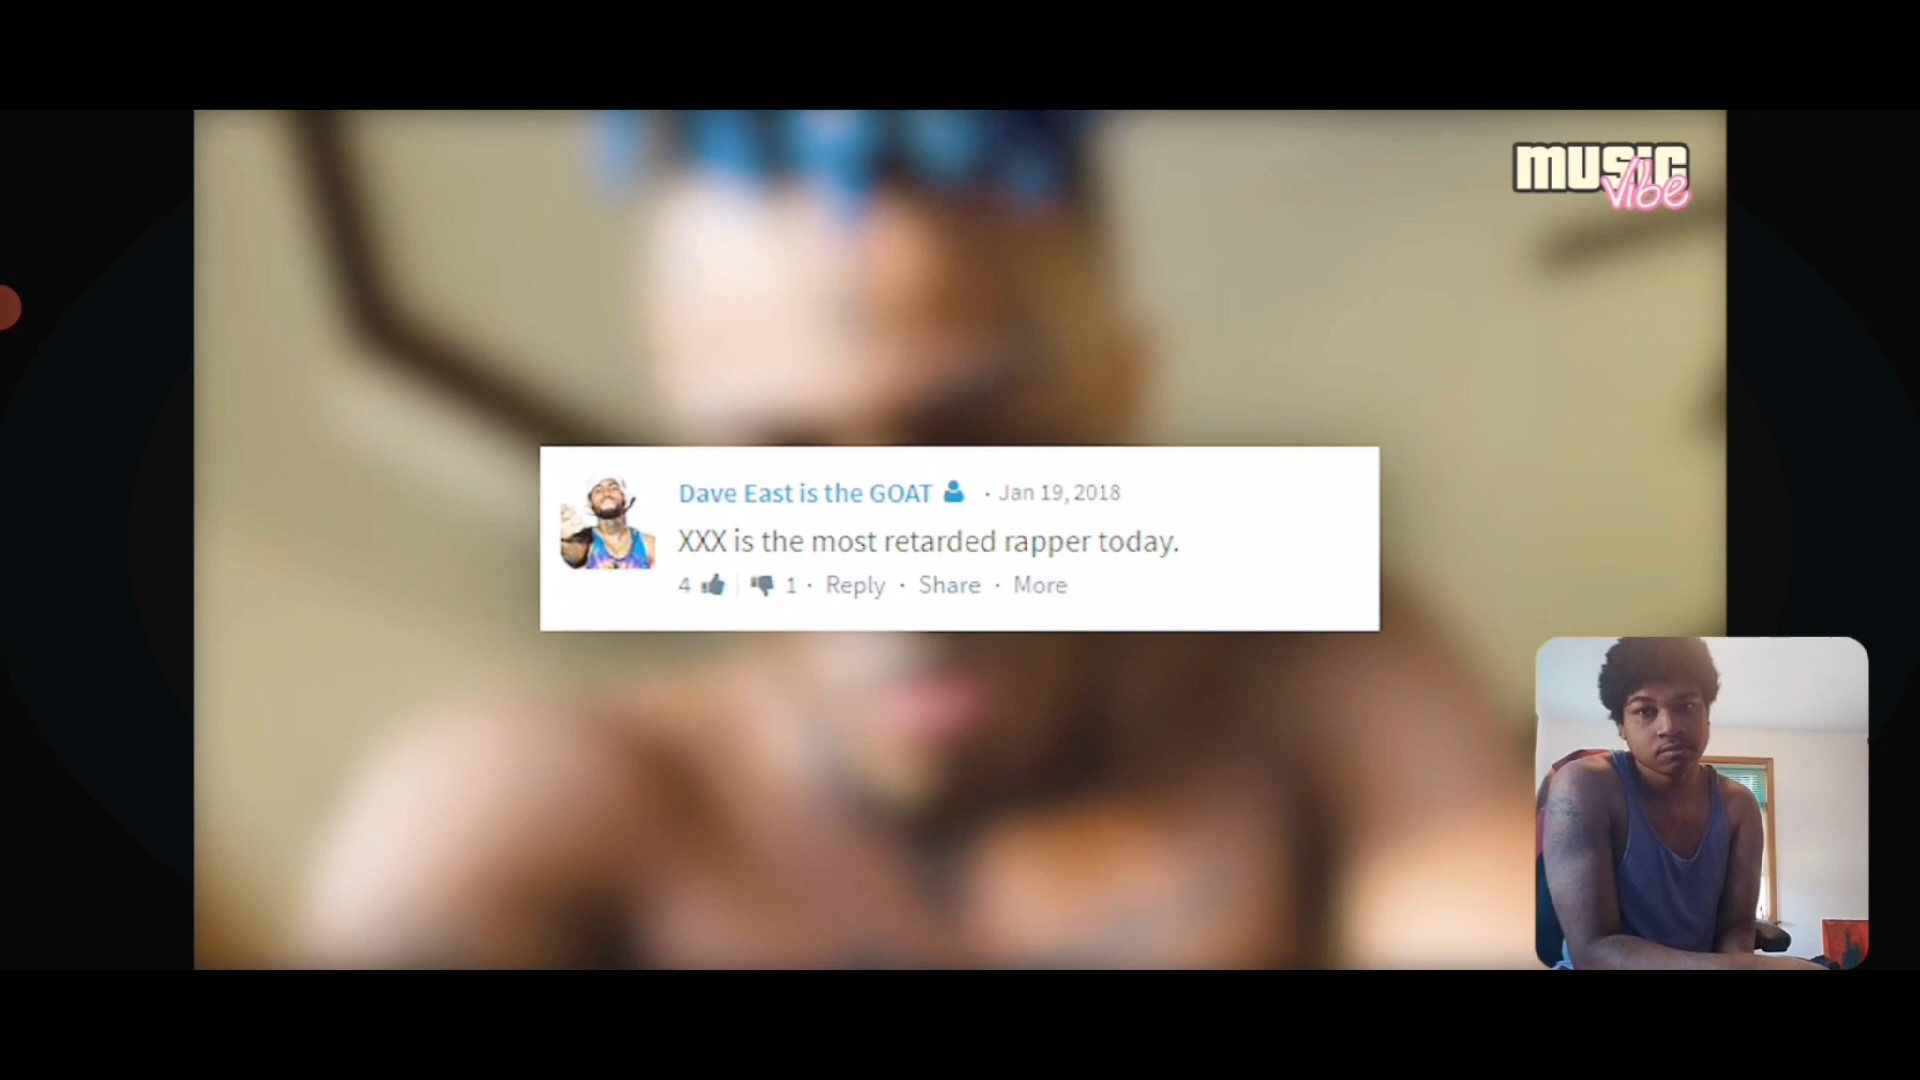 MUSIC
Vibe
Dave East is the GOAT · Jan 19, 2018
XXX is the most retarded rapper today.
4 1 · Reply · Share · More